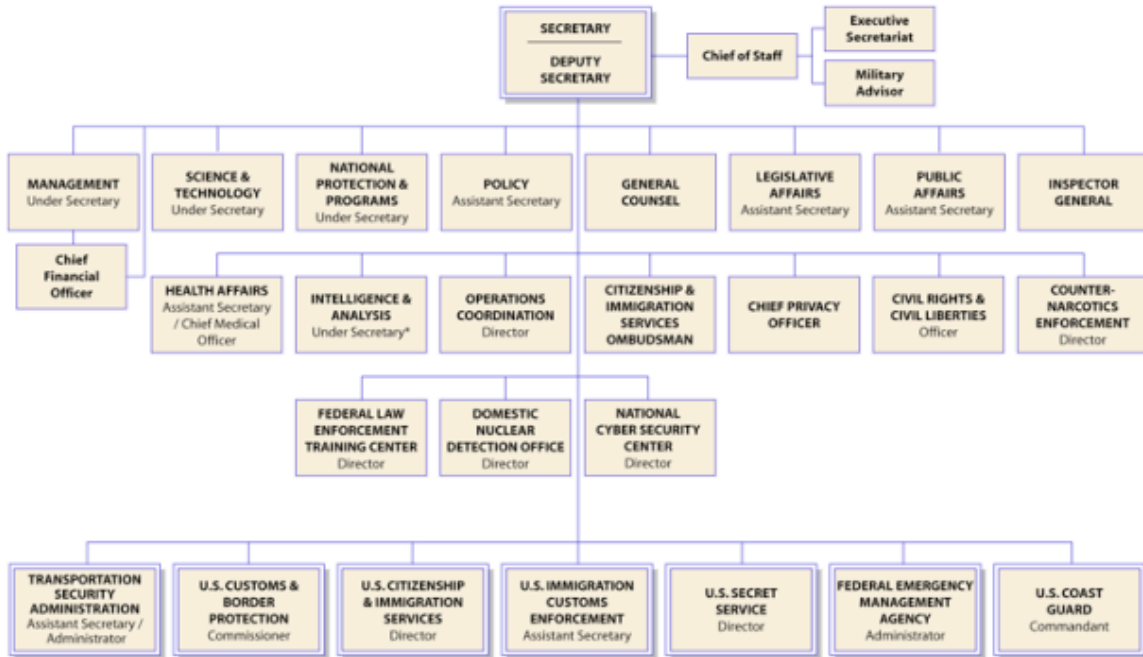 SECRETARY
DEPUTY
SECRETARY
Chief of Staff
Executive
Secretariat
Military
Advisor
MANAGEMENT
Under Secretary
SCIENCE &
TECHNOLOGY
Under Secretary
NATIONAL
PROTECTION &
PROGRAMS
Under Secretary
POLICY
Assistant Secretary
GENERAL
COUNSEL
LEGISLATIVE
AFFAIRS
Assistant Secretary
PUBLIC
AFFAIRS
Assistant Secretary
INSPECTOR
GENERAL
Chief
Financial
Officer
HEALTH AFFAIRS
Assistant Secretary
/ Chief Medical
Officer
INTELLIGENCE &
ANALYSIS
Under Secretary*
OPERATIONS
COORDINATION
Director
CITIZENSHIP &
IMMIGRATION
SERVICES
OMBUDSMAN
CHIEF PRIVACY
OFFICER
CIVIL RIGHTS &
CIVIL LIBERTIES
Officer
COUNTER-
NARCOTICS
ENFORCEMENT
Director
FEDERAL LAW
ENFORCEMENT
TRAINING CENTER
Director
DOMESTIC
NUCLEAR
DETECTION OFFICE
Director
NATIONAL
CYBER SECURITY
CENTER
Director
TRANSPORTATION
SECURITY
ADMINISTRATION
Assistant Secretary /
Administrator
U.S. CUSTOMS &
BORDER
PROTECTION
Commissioner
U.S. CITIZENSHIP
& IMMIGRATION
SERVICES
Director
U.S. IMMIGRATION
CUSTOMS
ENFORCEMENT
Assistant Secretary
U.S. SECRET
SERVICE
Director
FEDERAL EMERGENCY
MANAGEMENT
AGENCY
Administrator
U.S. COAST
GUARD
Commandant